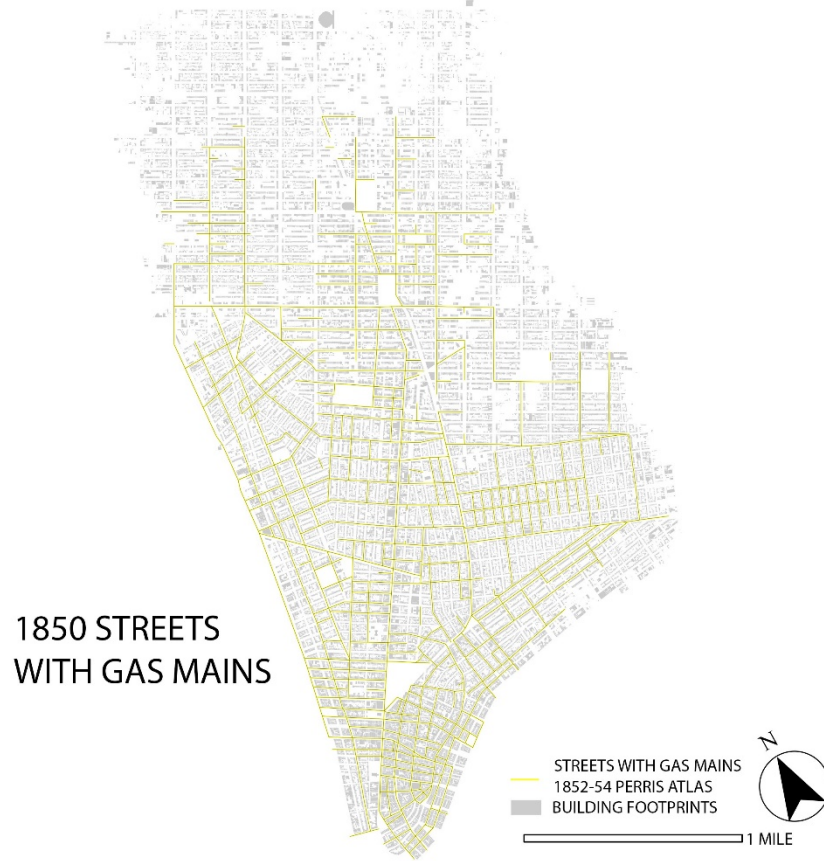 1850 STREETS
WITH GAS MAINS
N
STREETS WITH GAS MAINS
1852-54 PERRIS ATLAS
BUILDING FOOTPRINTS
1 MILE